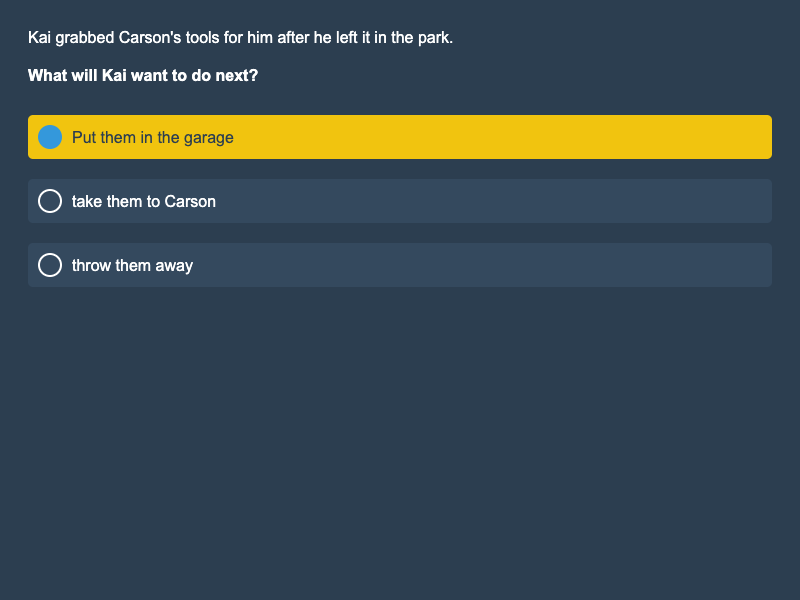 Kai grabbed Carson's tools for him after he left it in the park.
What will Kai want to do next?
Put them in the garage
take them to Carson
throw them away